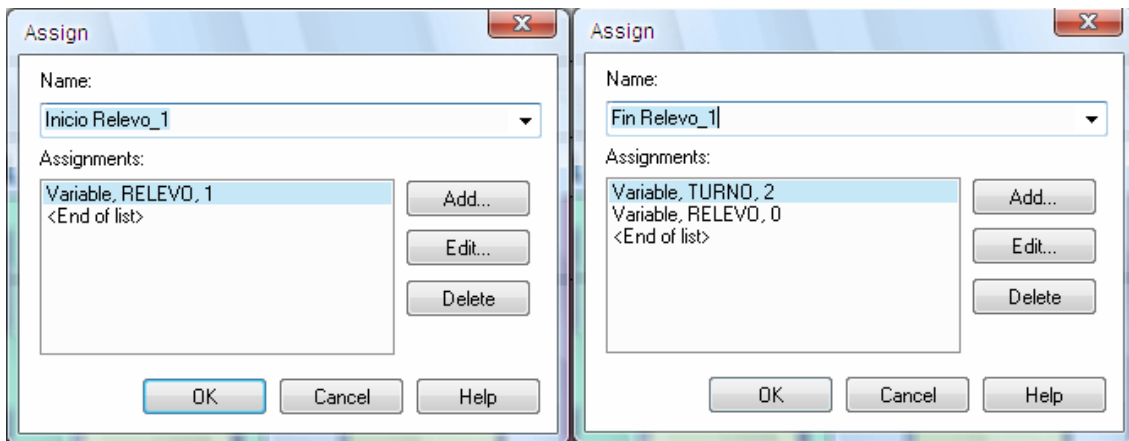 Assign
Name:
Inicio Relevo_1
Assignments:
Variable, RELEVO, 1
<End of list>
Add...
Edit...
Delete
OK
Cancel
Help
Assign
Name:
Fin Relevo_1
Assignments:
Variable, TURNO, 2
Variable, RELEVO, 0
<End of list>
Add...
Edit...
Delete
OK
Cancel
Help